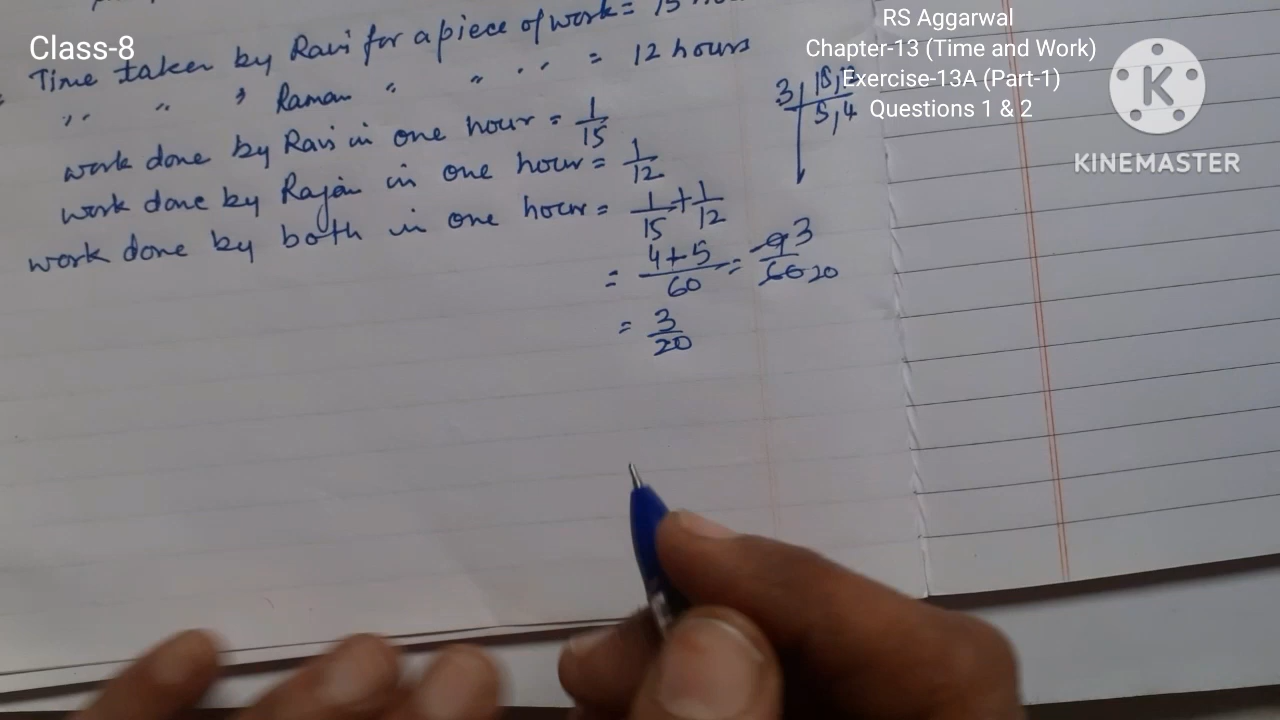 Class-8
RS Aggarwal
Chapter-13 (Time and Work)
Exercise-13A (Part-1)
Questions 1 & 2
K
KINEMASTER
Time taken by Ravi for a piece of work = 15
,, " " Raman " " ,, = 12 hours
work done by Ravi in one hour = 1/15
work done by Rajan in one hour = 1/12
work done by both in one hour = 1/15 + 1/12
= 4+5/60 = 9 3/60 20
= 3/20
3 | 15, 12
5, 4